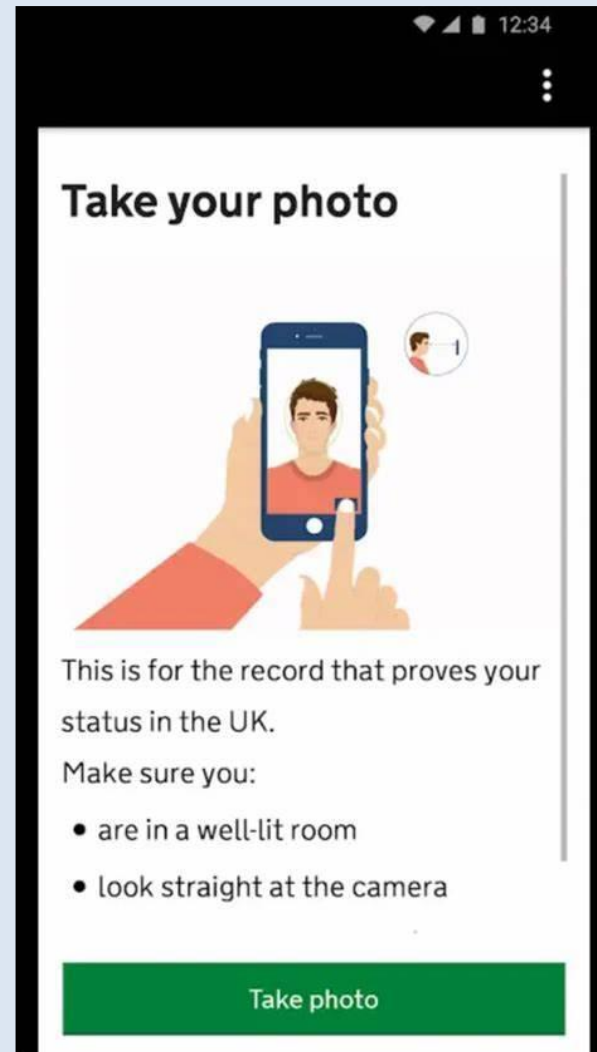 12:34
Take your photo
This is for the record that proves your
status in the UK.
Make sure you:
• are in a well-lit room
• look straight at the camera
Take photo